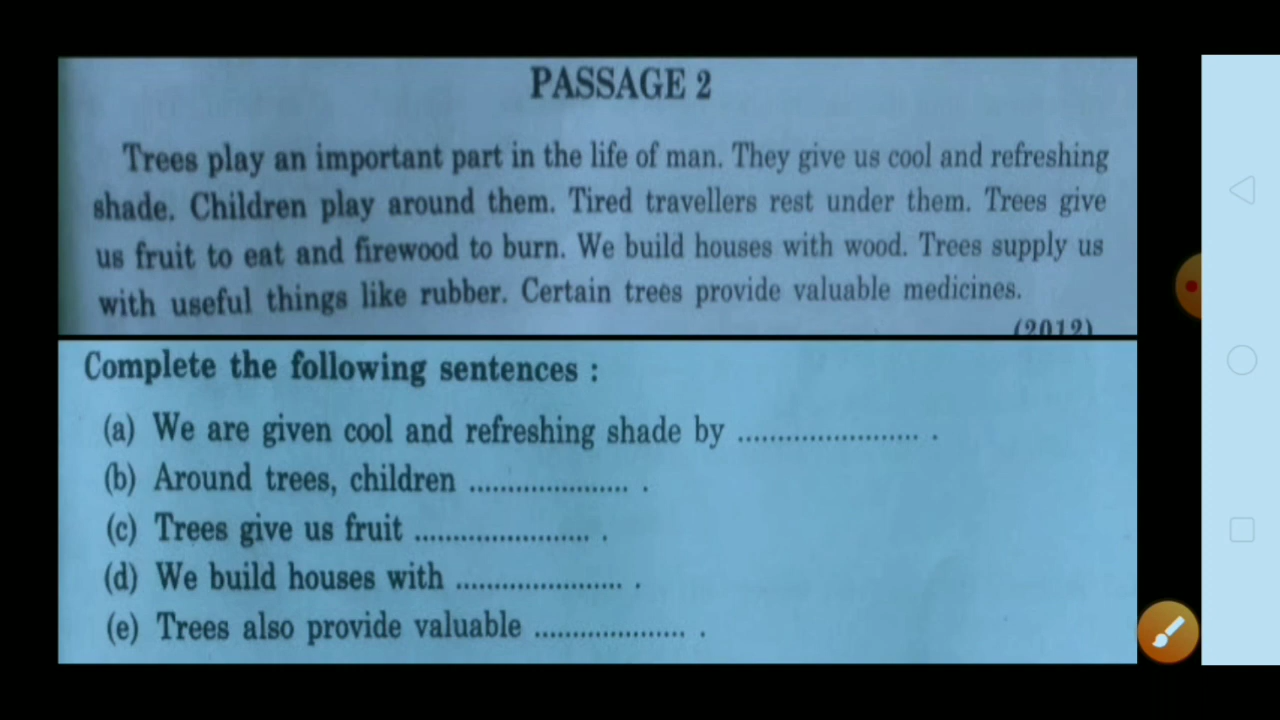 PASSAGE 2
Trees play an important part in the life of man. They give us cool and refreshing
shade. Children play around them. Tired travellers rest under them. Trees give
us fruit to eat and firewood to burn. We build houses with wood. Trees supply us
with useful things like rubber. Certain trees provide valuable medicines.
(2012)
Complete the following sentences :
(a) We are given cool and refreshing shade by ........................ .
(b) Around trees, children ..................... .
(c) Trees give us fruit ....................... .
(d) We build houses with ...................... .
(e) Trees also provide valuable .................... .